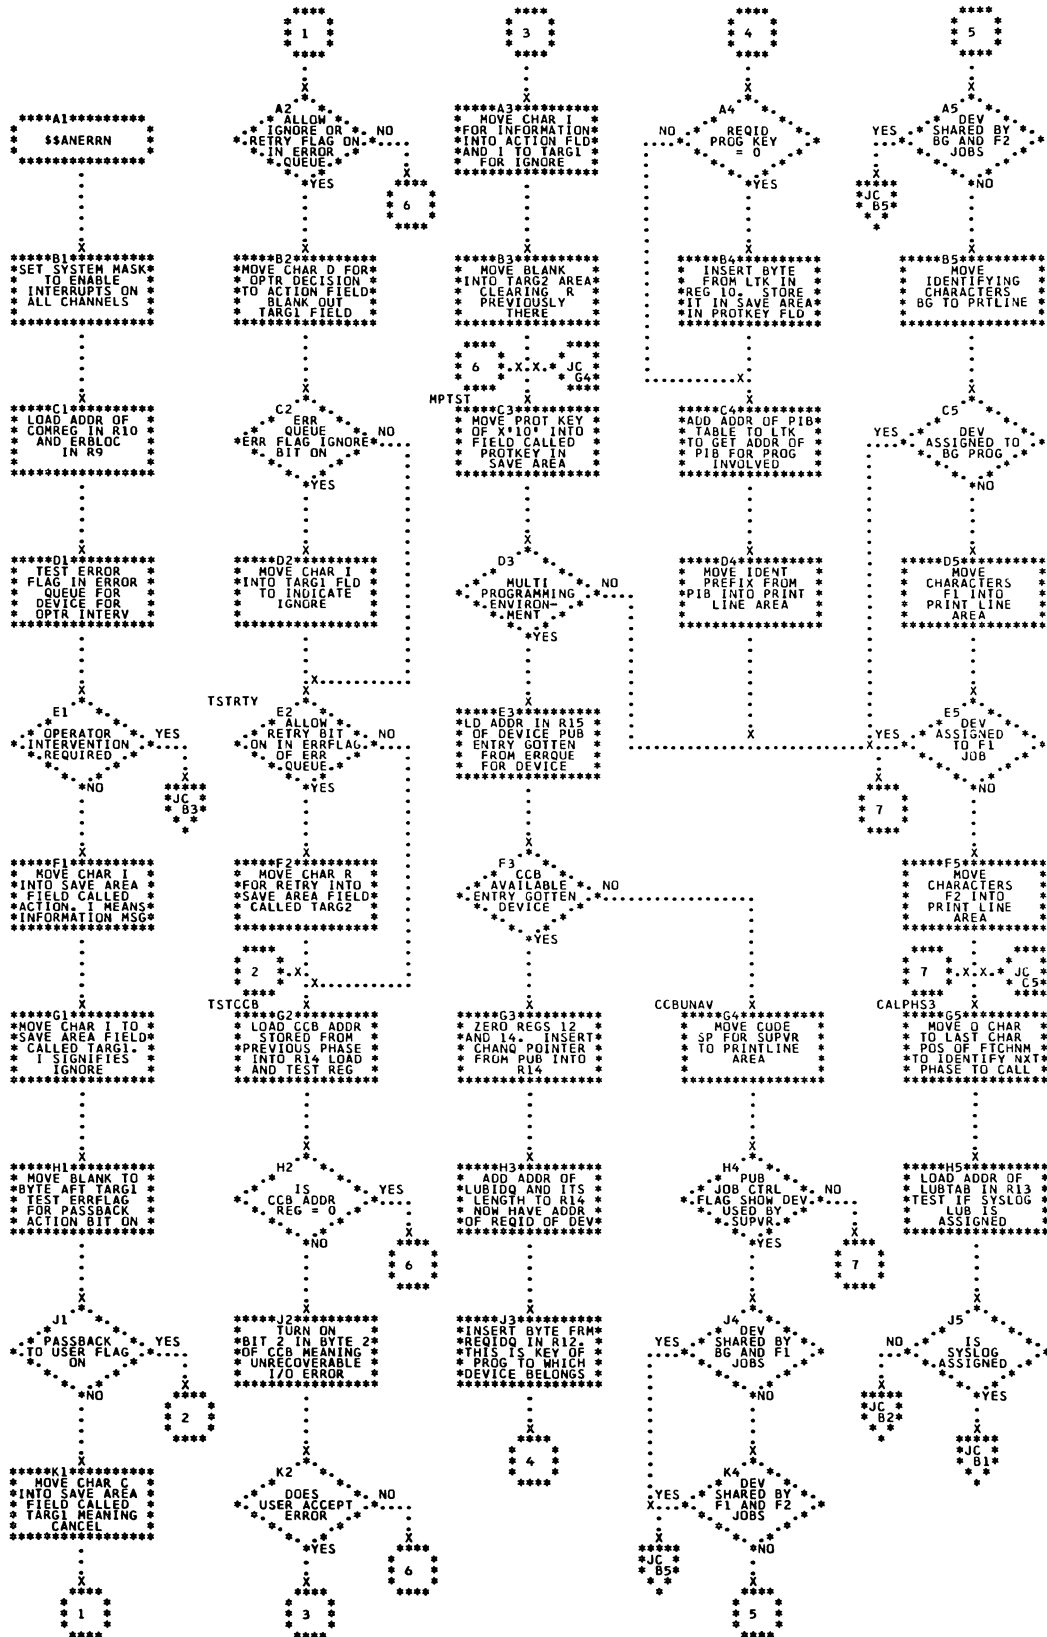 1
3
4
5
A1
$$ANERRN
B1
SET SYSTEM MASK
TO ENABLE
INTERRUPTS ON
ALL CHANNELS
C1
LOAD ADDR OF
COMREG IN R10
AND ERBLOC
IN R9
D1
TEST ERROR
FLAG IN ERROR
QUEUE FOR
DEVICE FOR
OPTR INTERV
E1
OPERATOR
INTERVENTION
REQUIRED
YES
NO
JC
B3
F1
MOVE CHAR I
INTO SAVE AREA
FIELD CALLED
ACTION. I MEANS
INFORMATION MSG
G1
MOVE CHAR I TO
SAVE AREA FIELD
CALLED TARG1.
I SIGNIFIES
IGNORE
H1
MOVE BLANK TO
BYTE AFT TARG1
TEST ERRFLAG
FOR PASSBACK
ACTION BIT ON
J1
PASSBACK
TO USER FLAG
ON
YES
NO
2
K1
MOVE CHAR C
INTO SAVE AREA
FIELD CALLED
TARG1 MEANING
CANCEL
1
A2
ALLOW
IGNORE OR
RETRY FLAG ON
IN ERROR
QUEUE.
NO
YES
6
B2
MOVE CHAR D FOR
OPTR DECISION
TO ACTION FIELD
BLANK OUT
TARG1 FIELD
C2
ERR
QUEUE
ERR FLAG IGNORE
BIT ON
NO
YES
D2
MOVE CHAR I
INTO TARG1 FLD
TO INDICATE
IGNORE
TSTRTY
E2
ALLOW
RETRY BIT
ON IN ERRFLAG
OF ERR
QUEUE.
NO
YES
F2
MOVE CHAR R
FOR RETRY INTO
SAVE AREA FIELD
CALLED TARG2
2
TSTCCB
G2
LOAD CCB ADDR
STORED FROM
PREVIOUS PHASE
INTO R14 LOAD
AND TEST REG
H2
IS
CCB ADDR
REG = 0
YES
NO
6
J2
TURN ON
BIT 2 IN BYTE 2
OF CCB MEANING
UNRECOVERABLE
I/O ERROR
K2
DOES
USER ACCEPT
ERROR
NO
YES
6
3
A3
MOVE CHAR I
FOR INFORMATION
INTO ACTION FLD
AND I TO TARG1
FOR IGNORE
B3
MOVE BLANK
INTO TARG2 AREA
CLEARING R
PREVIOUSLY
THERE
6
JC
G4
MPTST
C3
MOVE PROT KEY
OF X'10' INTO
FIELD CALLED
PROTKEY IN
SAVE AREA
D3
MULTI
PROGRAMMING
ENVIRON-
MENT
NO
YES
E3
LD ADDR IN R15
OF DEVICE PUB
ENTRY GOTTEN
FROM ERRQUE
FOR DEVICE
F3
CCB
AVAILABLE
ENTRY GOTTEN
DEVICE
NO
YES
G3
ZERO REGS 12
AND 14. INSERT
CHANQ POINTER
FROM PUB INTO
R14
H3
ADD ADDR OF
LUBIDQ AND ITS
LENGTH TO R14
NOW HAVE ADDR
OF REQID OF DEV
J3
INSERT BYTE FRM
REQIDQ IN R12.
THIS IS KEY OF
PROG TO WHICH
DEVICE BELONGS
4
A4
REQID
PROG KEY
= 0
NO
YES
B4
INSERT BYTE
FROM LTK IN
REG 10. STORE
IT IN SAVE AREA
IN PROTKEY FLD
C4
ADD ADDR OF PIB
TABLE TO LTK
TO GET ADDR OF
PIB FOR PROG
INVOLVED
D4
MOVE IDENT
PREFIX FROM
PIB INTO PRINT
LINE AREA
CCBUNAV
G4
MOVE CODE
SP FOR SUPVR
TO PRINTLINE
AREA
H4
PUB
JOB CTRL
FLAG SHOW DEV
USED BY
SUPVR.
NO
YES
7
J4
DEV
SHARED BY
BG AND F1
JOBS
YES
NO
K4
DEV
SHARED BY
F1 AND F2
JOBS
YES
NO
JC
B5
5
A5
DEV
SHARED BY
BG AND F2
JOBS
YES
NO
JC
B5
B5
MOVE
IDENTIFYING
CHARACTERS
BG TO PRTLINE
C5
DEV
ASSIGNED TO
BG PROG
YES
NO
D5
MOVE
CHARACTERS
F1 INTO
PRINT LINE
AREA
E5
DEV
ASSIGNED
TO F1
JOB
YES
NO
7
F5
MOVE
CHARACTERS
F2 INTO
PRINT LINE
AREA
7
JC
C5
CALPHS3
G5
MOVE O CHAR
TO LAST CHAR
POS OF FTCHNM
TO IDENTIFY NXT
PHASE TO CALL
H5
LOAD ADDR OF
LUBTAB IN R13
TEST IF SYSLOG
LUB IS
ASSIGNED
J5
IS
SYSLOG
ASSIGNED
NO
YES
JC
B2
JC
B1